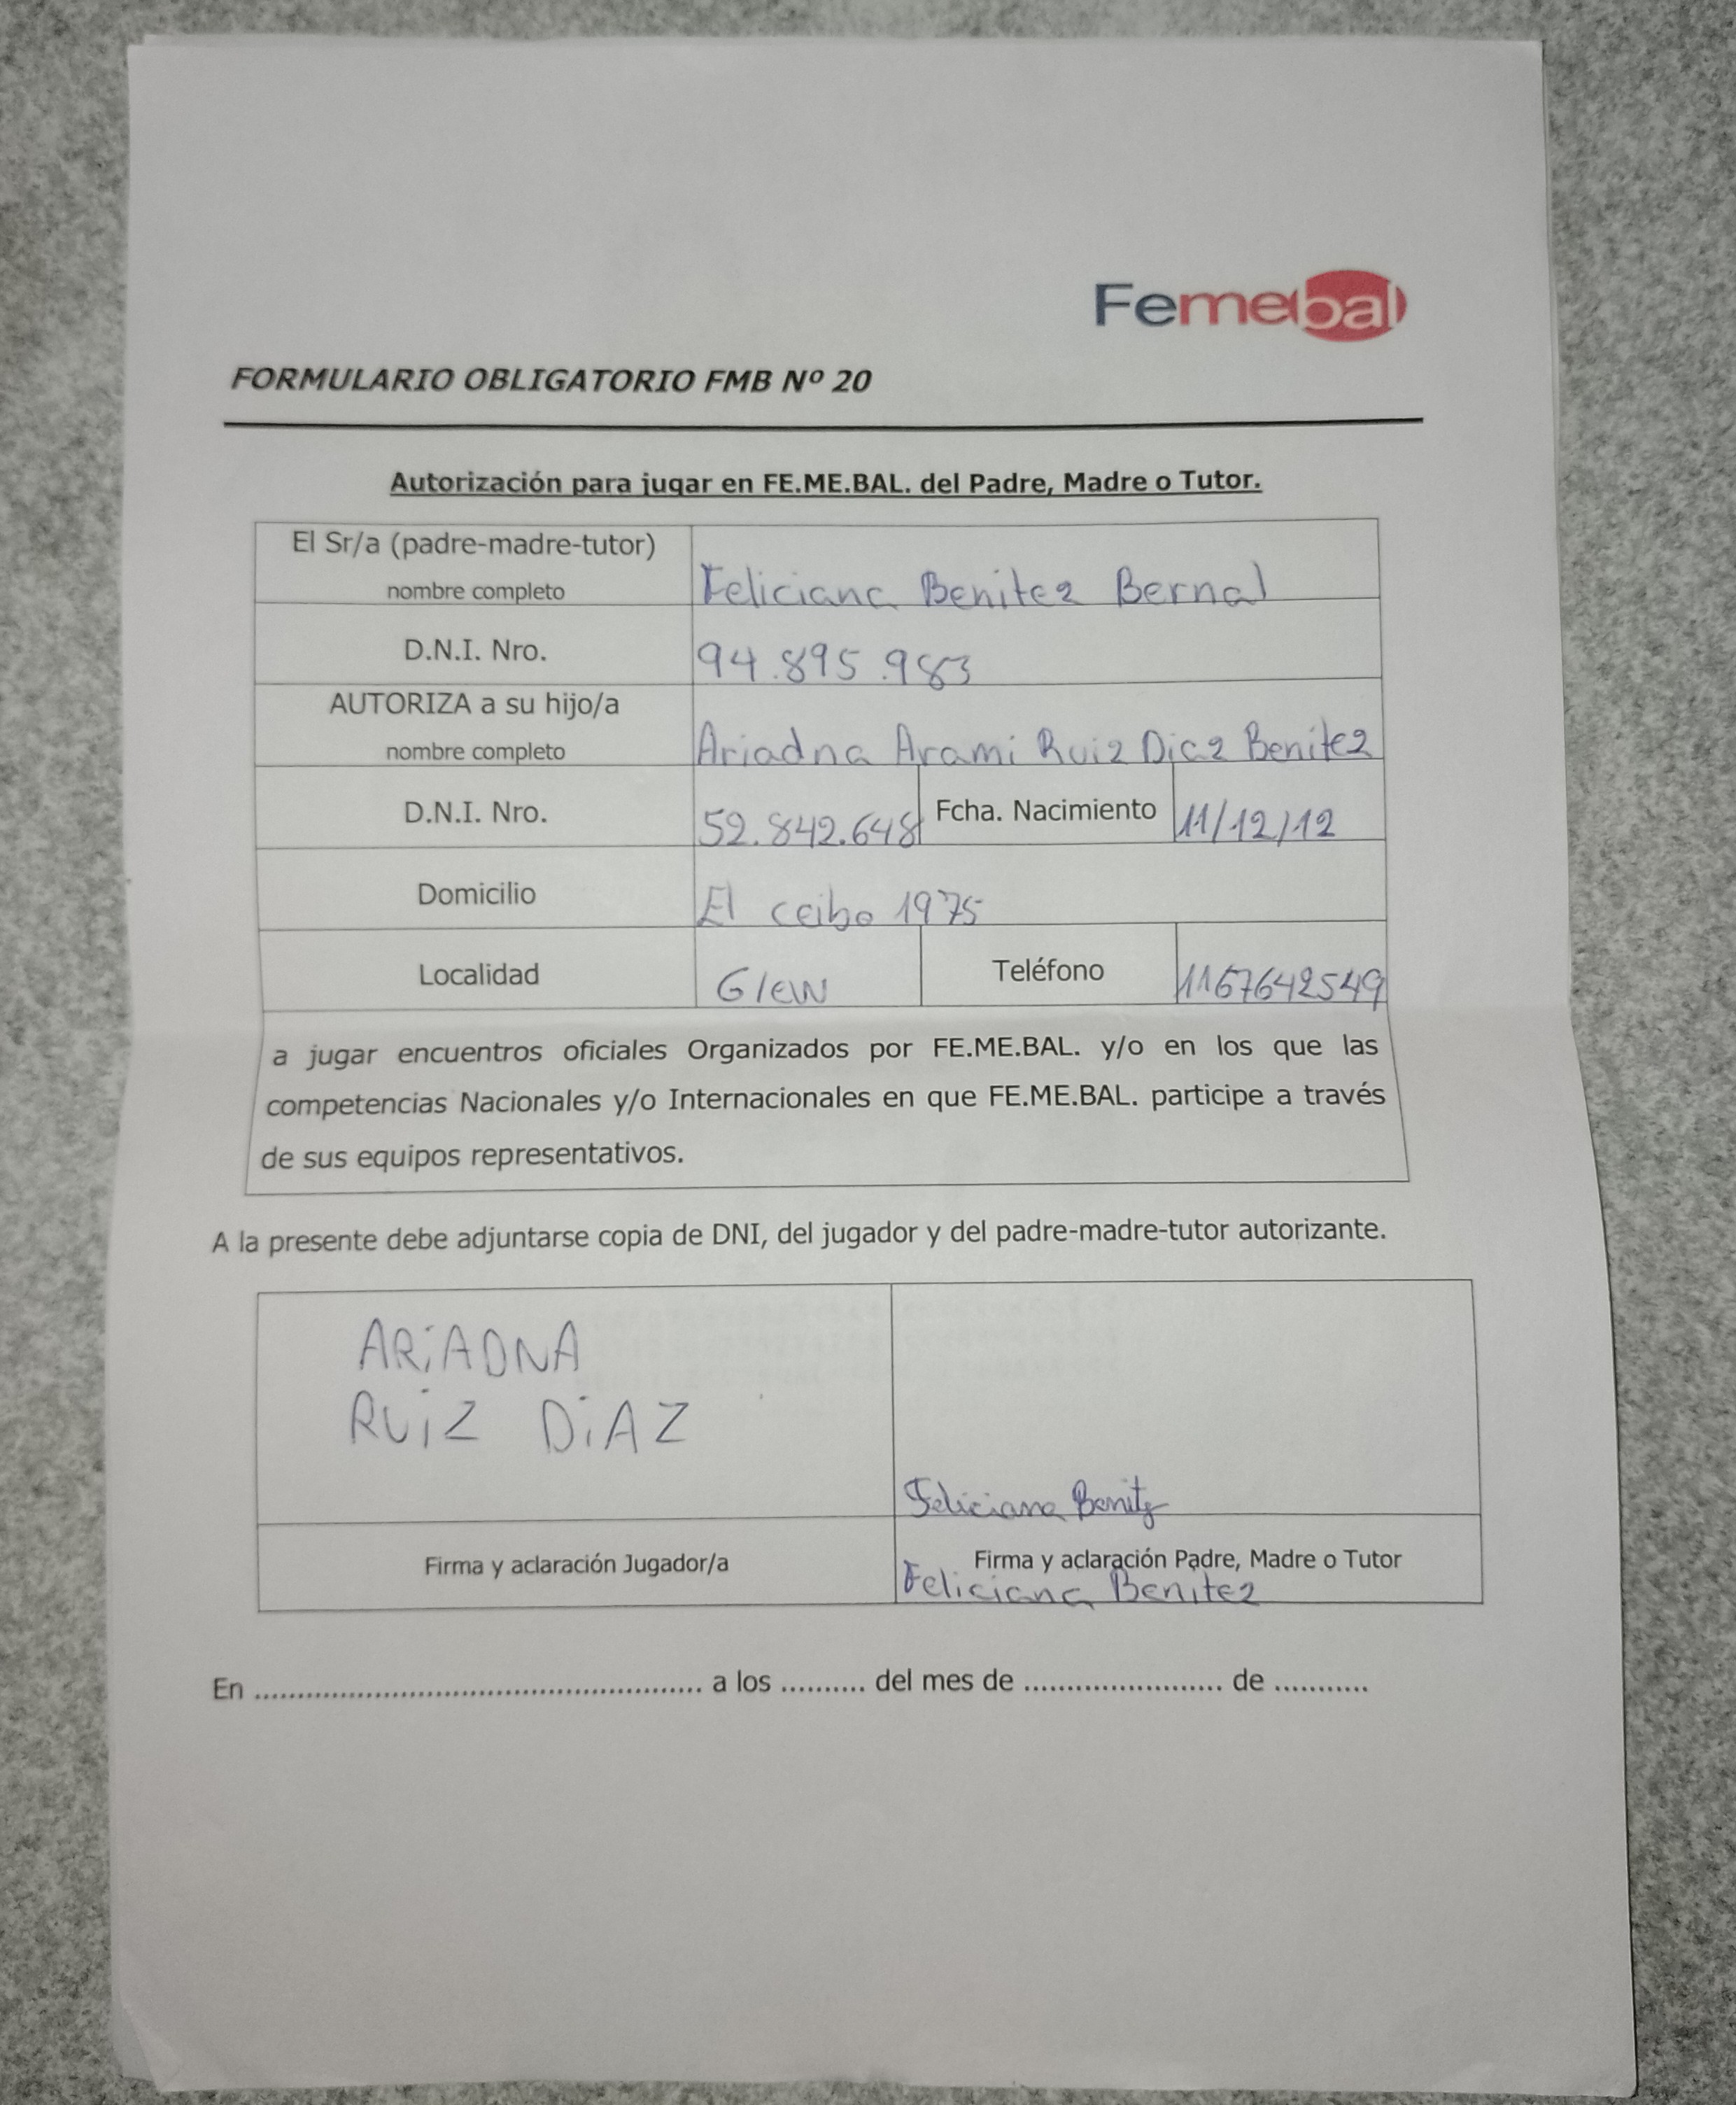 Femebal
FORMULARIO OBLIGATORIO FMB Nº 20
Autorización para jugar en FE.ME.BAL. del Padre, Madre o Tutor.
El Sr/a (padre-madre-tutor)
nombre completo
Feliciana Benitez Bernal
D.N.I. Nro.
94.895.983
AUTORIZA a su hijo/a
nombre completo
Ariadna Arami Ruiz Diaz Benitez
D.N.I. Nro.
52.842.648
Fcha. Nacimiento
11/12/12
Domicilio
El ceibo 1975
Localidad
Glew
Teléfono
1167642549
a jugar encuentros oficiales Organizados por FE.ME.BAL. y/o en los que las
competencias Nacionales y/o Internacionales en que FE.ME.BAL. participe a través
de sus equipos representativos.
A la presente debe adjuntarse copia de DNI, del jugador y del padre-madre-tutor autorizante.
ARiADNA
RUiZ DiAZ
Feliciana Benitz
Firma y aclaración Jugador/a
Firma y aclaración Padre, Madre o Tutor
Feliciana Benitez
En .................................................... a los .......... del mes de ....................... de ...........